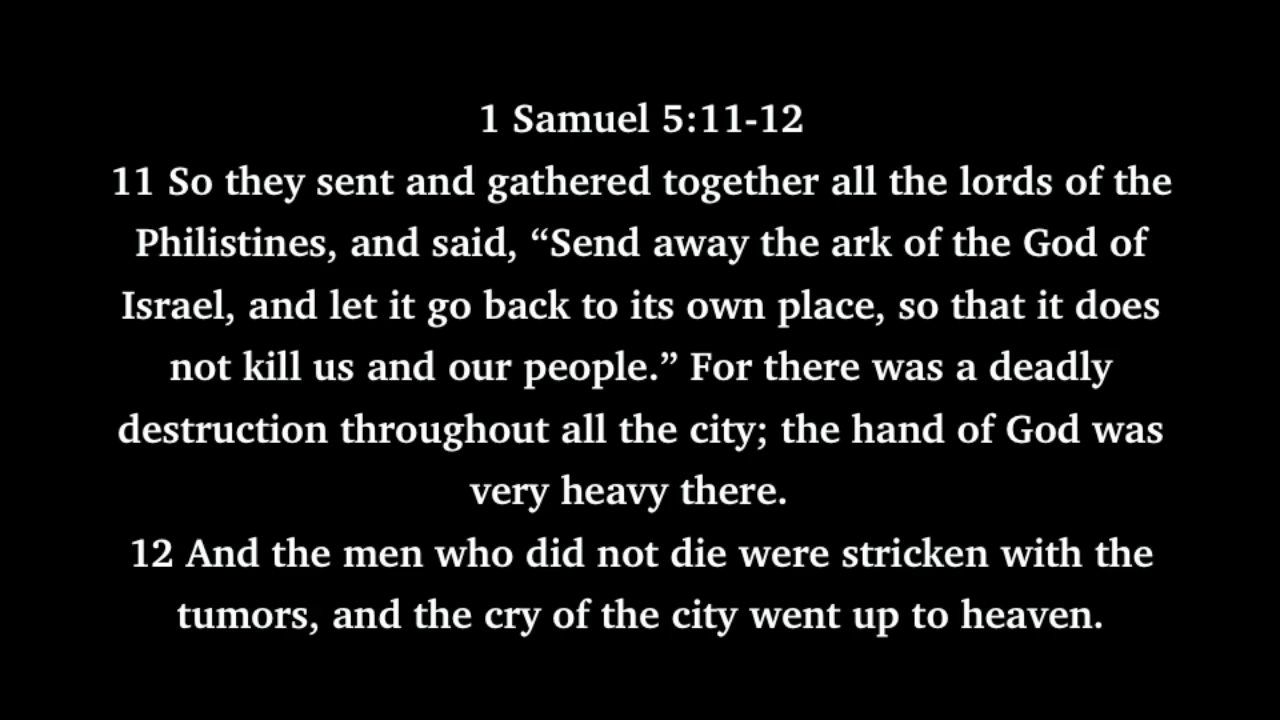 1 Samuel 5:11-12
11 So they sent and gathered together all the lords of the
Philistines, and said, “Send away the ark of the God of
Israel, and let it go back to its own place, so that it does
not kill us and our people.” For there was a deadly
destruction throughout all the city; the hand of God was
very heavy there.
12 And the men who did not die were stricken with the
tumors, and the cry of the city went up to heaven.